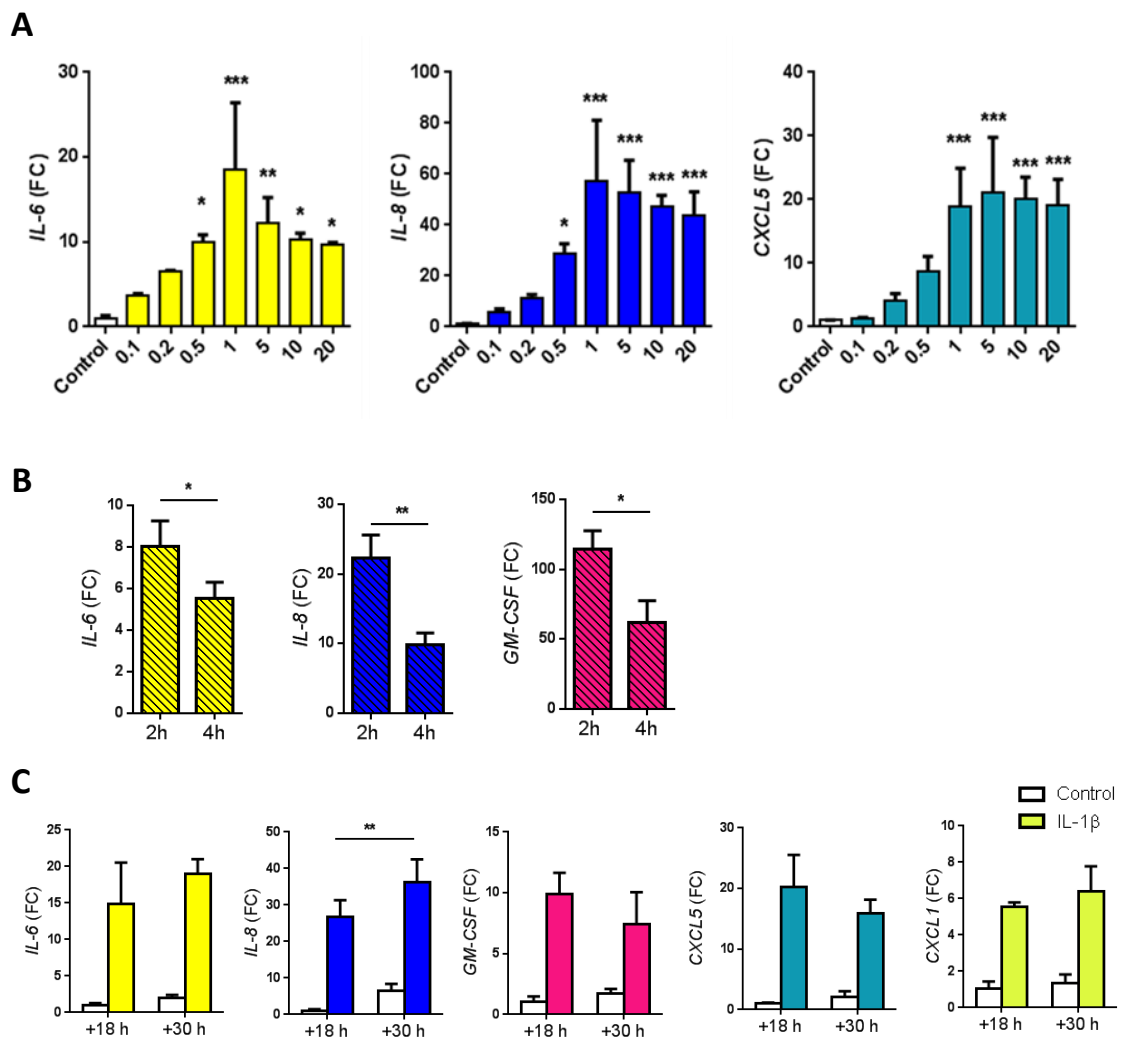 A
IL-6 (FC)
30
20
10
0
***
**
*
*
*
Control
0.1
0.2
0.5
1
5
10
20
IL-8 (FC)
100
80
60
40
20
0
***
***
***
***
*
Control
0.1
0.2
0.5
1
5
10
20
CXCL5 (FC)
40
30
20
10
0
***
***
***
***
Control
0.1
0.2
0.5
1
5
10
20
B
IL-6 (FC)
10
8
6
4
2
0
*
2h
4h
IL-8 (FC)
30
20
10
0
**
2h
4h
GM-CSF (FC)
150
100
50
0
*
2h
4h
C
Control
IL-1β
IL-6 (FC)
25
20
15
10
5
0
+18 h
+30 h
IL-8 (FC)
50
40
30
20
10
0
**
+18 h
+30 h
GM-CSF (FC)
15
10
5
0
+18 h
+30 h
CXCL5 (FC)
30
20
10
0
+18 h
+30 h
CXCL1 (FC)
10
8
6
4
2
0
+18 h
+30 h